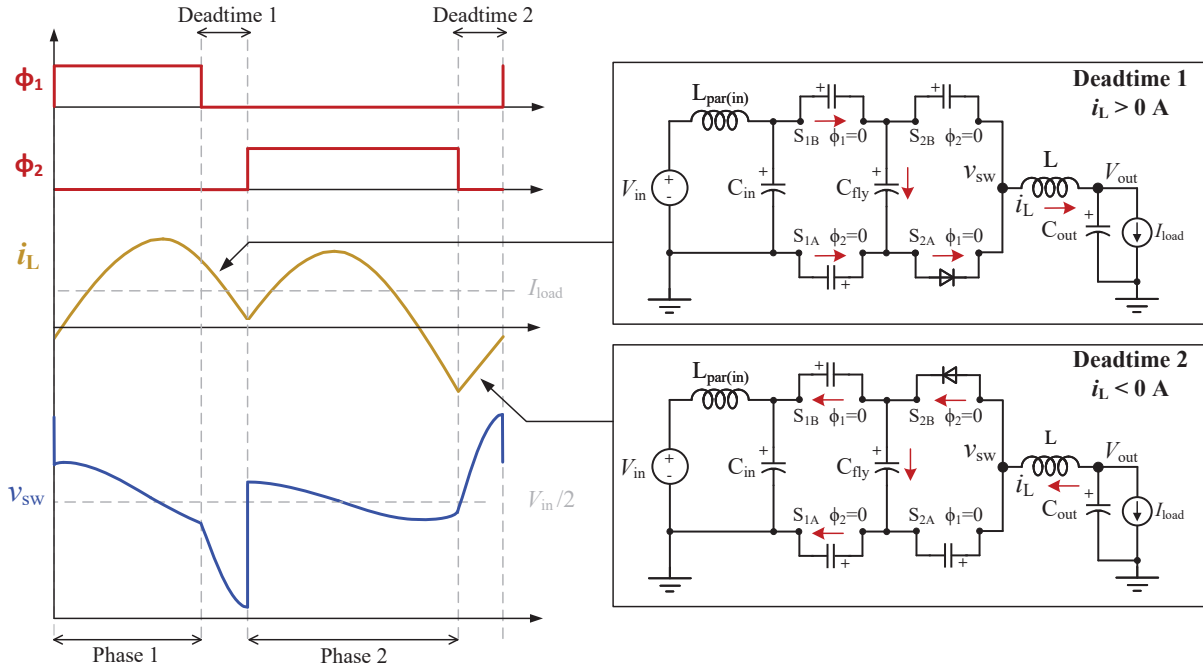 Deadtime 1
Deadtime 2
ϕ1
ϕ2
iL
Iload
vsw
Vin/2
Phase 1
Phase 2
Deadtime 1
iL > 0 A
Lpar(in)
+
+
S1B ϕ1=0
S2B ϕ2=0
vsw
L
Vout
Vin
+
-
Cin
+
Cfly
+
iL
+
Cout
Iload
S1A ϕ2=0
S2A ϕ1=0
+
Deadtime 2
iL < 0 A
Lpar(in)
+
S1B ϕ1=0
S2B ϕ2=0
vsw
L
Vout
Vin
+
-
Cin
+
Cfly
+
iL
+
Cout
Iload
S1A ϕ2=0
S2A ϕ1=0
+
+